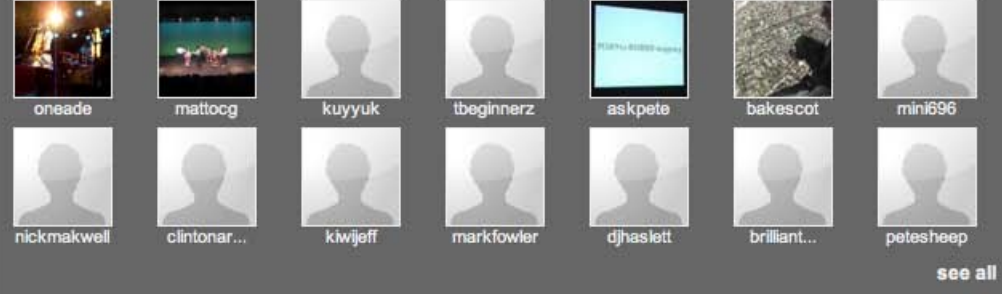 oneade mattocg kuyyuk tbeginnerz askpete bakescot mini696
nickmakwell clintonar... kiwijeff markfowler djhaslett brilliant... petesheep
see all